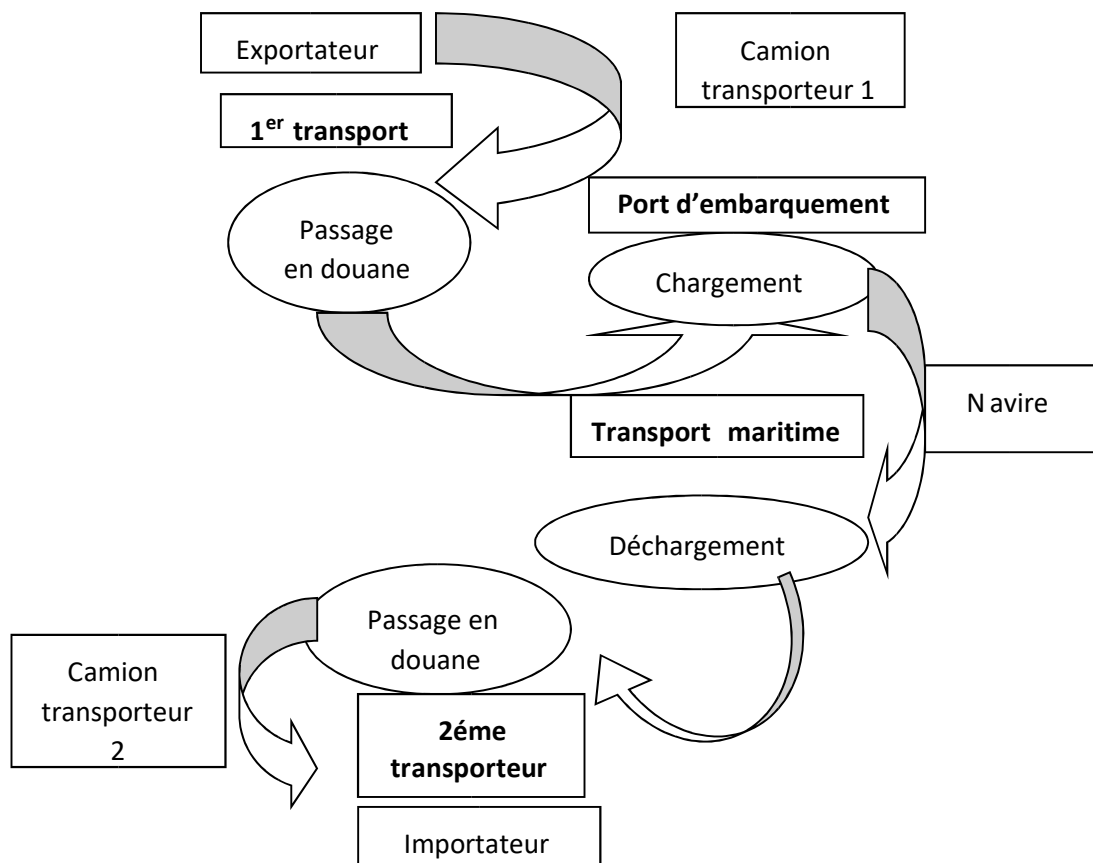 Exportateur
Camion
transporteur 1
1er transport
Port d’embarquement
Passage
en douane
Chargement
Navire
Transport maritime
Déchargement
Passage en
douane
Camion
transporteur
2
2éme
transporteur
Importateur